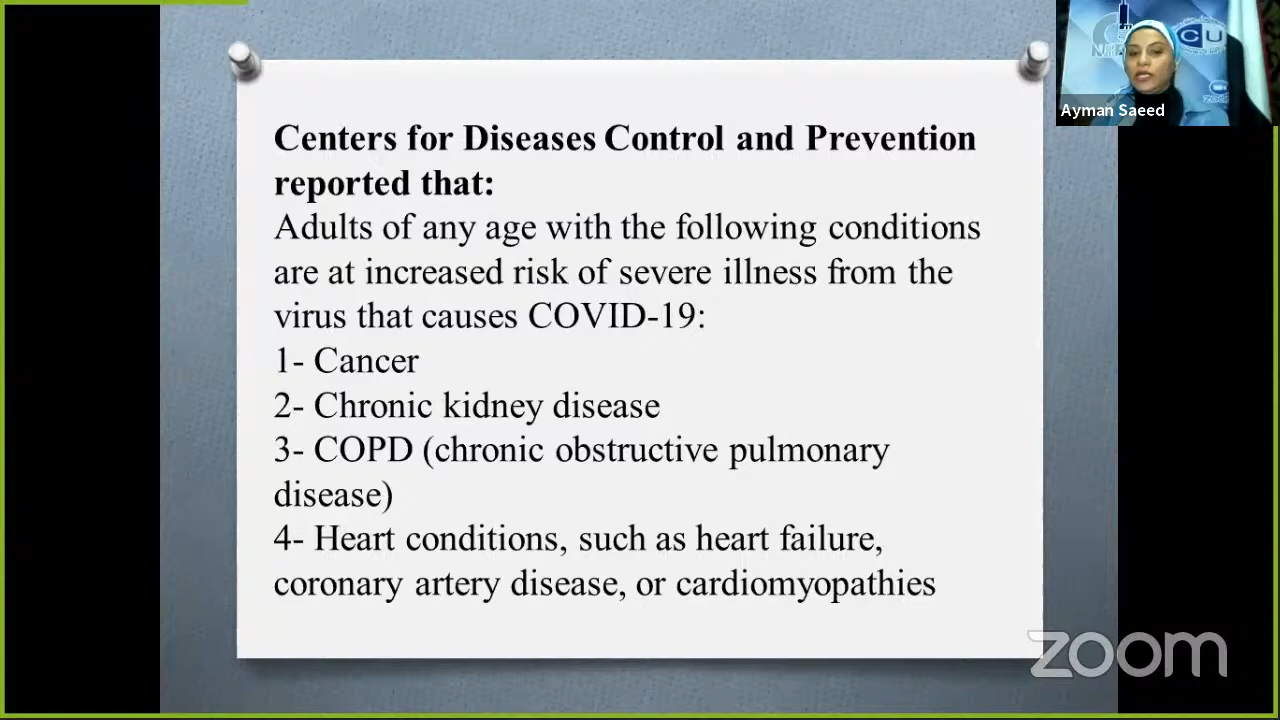 Centers for Diseases Control and Prevention
reported that:
Adults of any age with the following conditions
are at increased risk of severe illness from the
virus that causes COVID-19:
1- Cancer
2- Chronic kidney disease
3- COPD (chronic obstructive pulmonary
disease)
4- Heart conditions, such as heart failure,
coronary artery disease, or cardiomyopathies
CU
Ayman Saeed
zoom